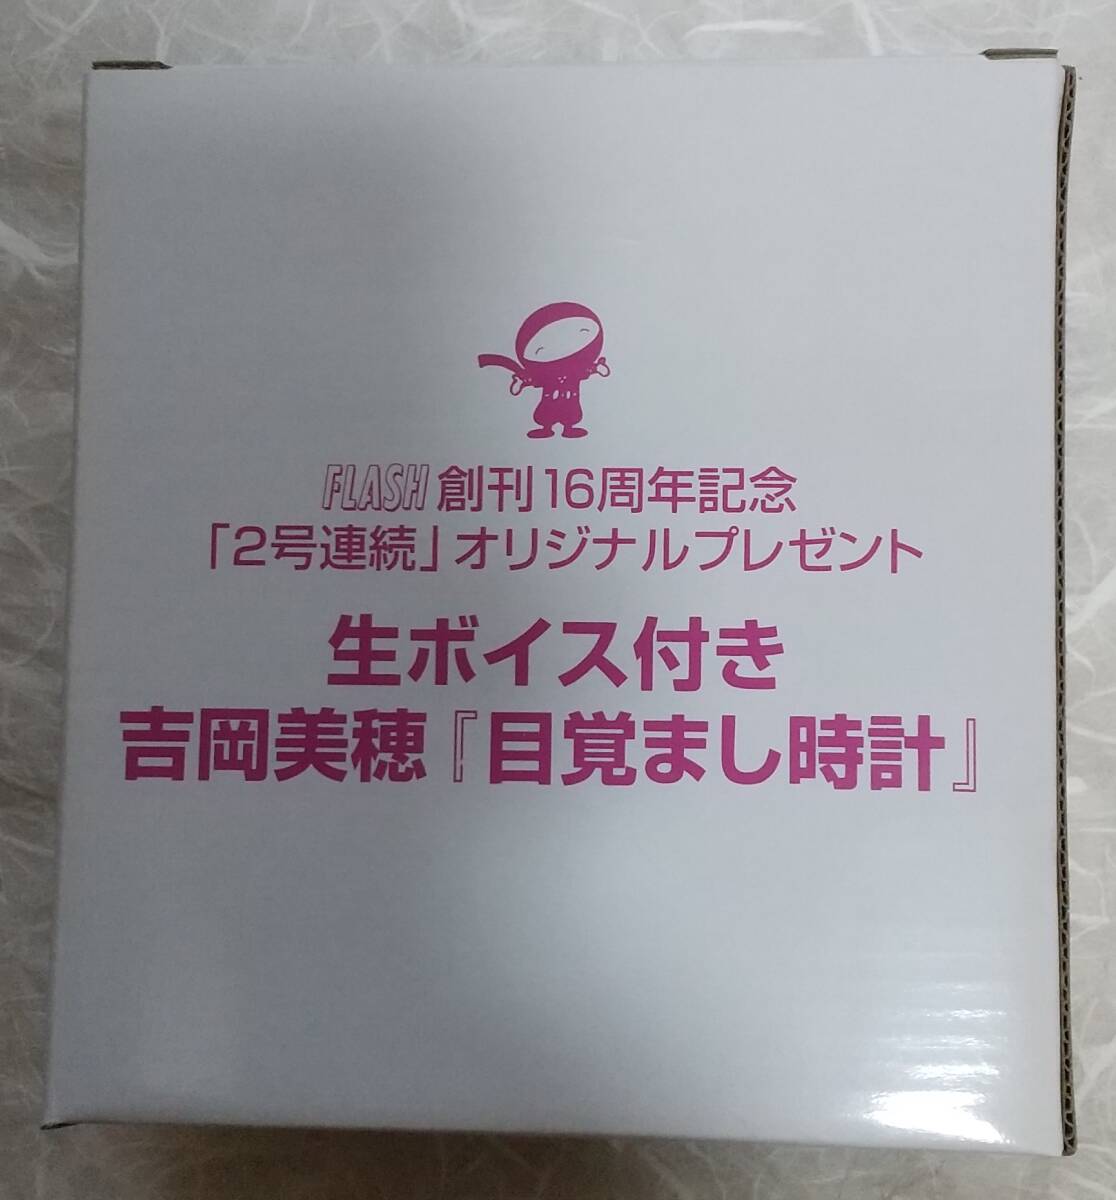 FLASH 創刊16周年記念
「2号連続」オリジナルプレゼント
生ボイス付き
吉岡美穂『目覚まし時計』